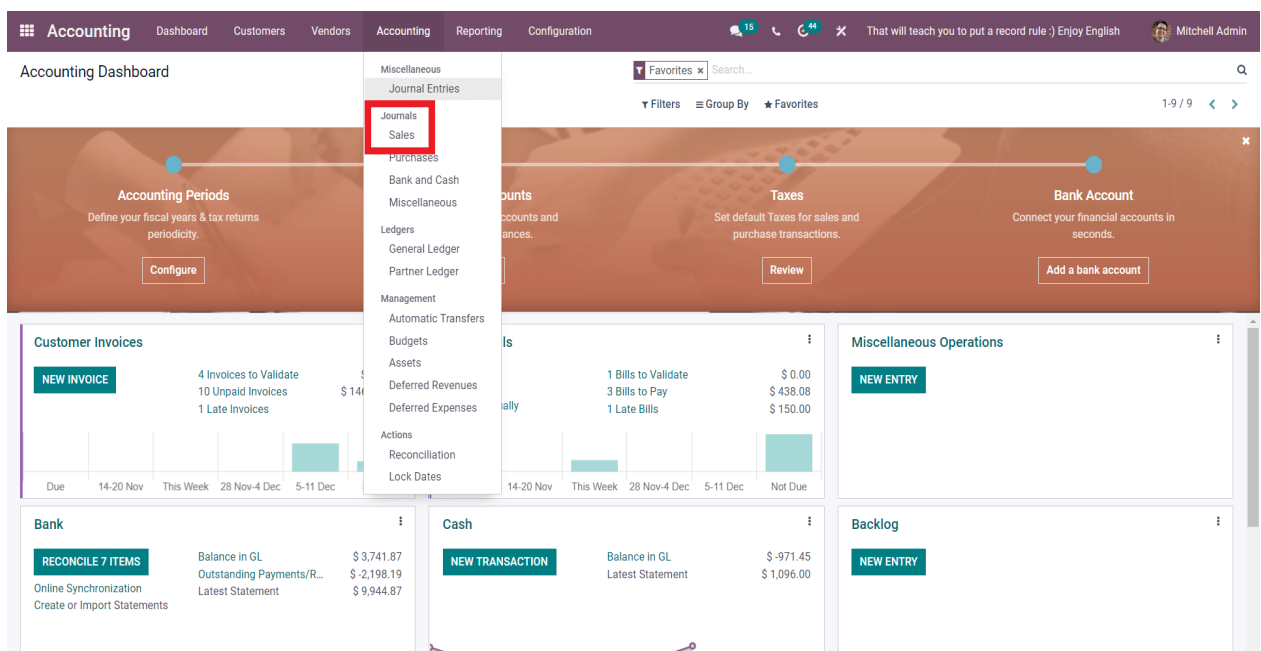 Accounting Dashboard Customers Vendors Accounting Reporting Configuration 15 44 That will teach you to put a record rule :) Enjoy English Mitchell Admin
Accounting Dashboard
Favorites × Search...
Filters Group By Favorites 1-9 / 9
Miscellaneous
Journal Entries
Journals
Sales
Purchases
Bank and Cash
Miscellaneous
Ledgers
General Ledger
Partner Ledger
Management
Automatic Transfers
Budgets
Assets
Deferred Revenues
Deferred Expenses
Actions
Reconciliation
Lock Dates
Accounting Periods
Define your fiscal years & tax returns
periodicity.
Configure
Taxes
Set default Taxes for sales and
purchase transactions.
Review
Bank Account
Connect your financial accounts in
seconds.
Add a bank account
Customer Invoices
NEW INVOICE
4 Invoices to Validate
10 Unpaid Invoices
1 Late Invoices
Due 14-20 Nov This Week 28 Nov-4 Dec 5-11 Dec
1 Bills to Validate $ 0.00
3 Bills to Pay $ 438.08
1 Late Bills $ 150.00
14-20 Nov This Week 28 Nov-4 Dec 5-11 Dec Not Due
Miscellaneous Operations
NEW ENTRY
Bank
RECONCILE 7 ITEMS
Online Synchronization
Create or Import Statements
Balance in GL $ 3,741.87
Outstanding Payments/R... $ -2,198.19
Latest Statement $ 9,944.87
Cash
NEW TRANSACTION
Balance in GL $ -971.45
Latest Statement $ 1,096.00
Backlog
NEW ENTRY